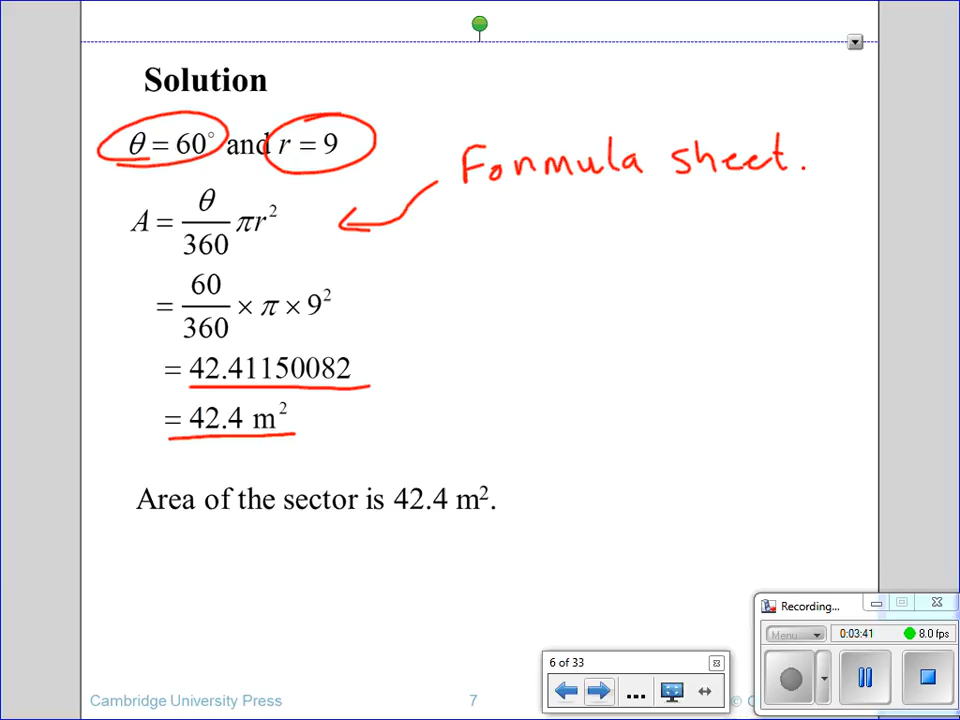 Solution
θ = 60° and r = 9
Formula sheet.
A = θ/360 πr²
= 60/360 × π × 9²
= 42.41150082
= 42.4 m²
Area of the sector is 42.4 m².
Recording...
Menu
0:03:41
8.0 fps
6 of 33
...
Cambridge University Press
7
©